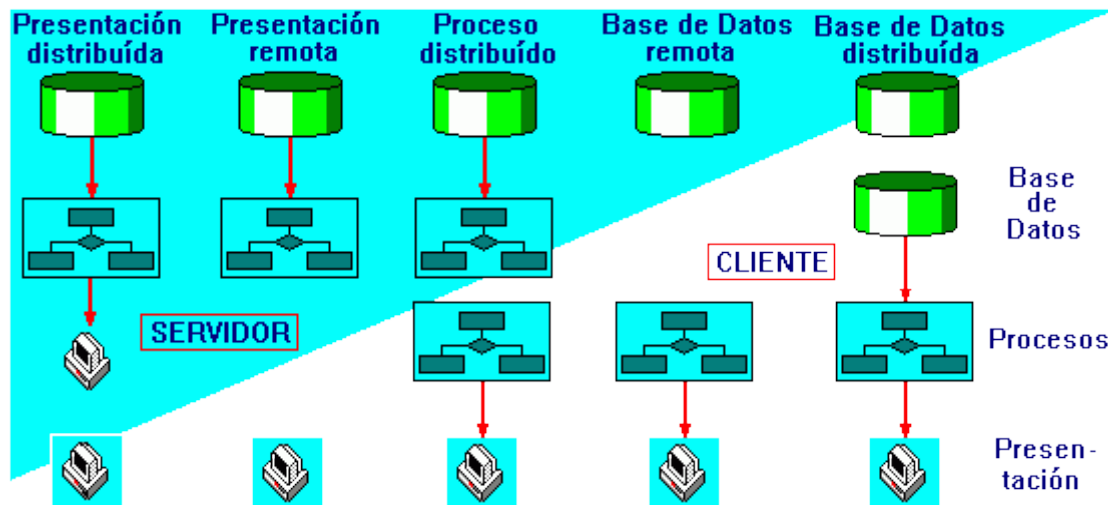 Presentación
distribuída
Presentación
remota
Proceso
distribuído
Base de Datos
remota
Base de Datos
distribuída
Base
de
Datos
CLIENTE
SERVIDOR
Procesos
Presen-
tación